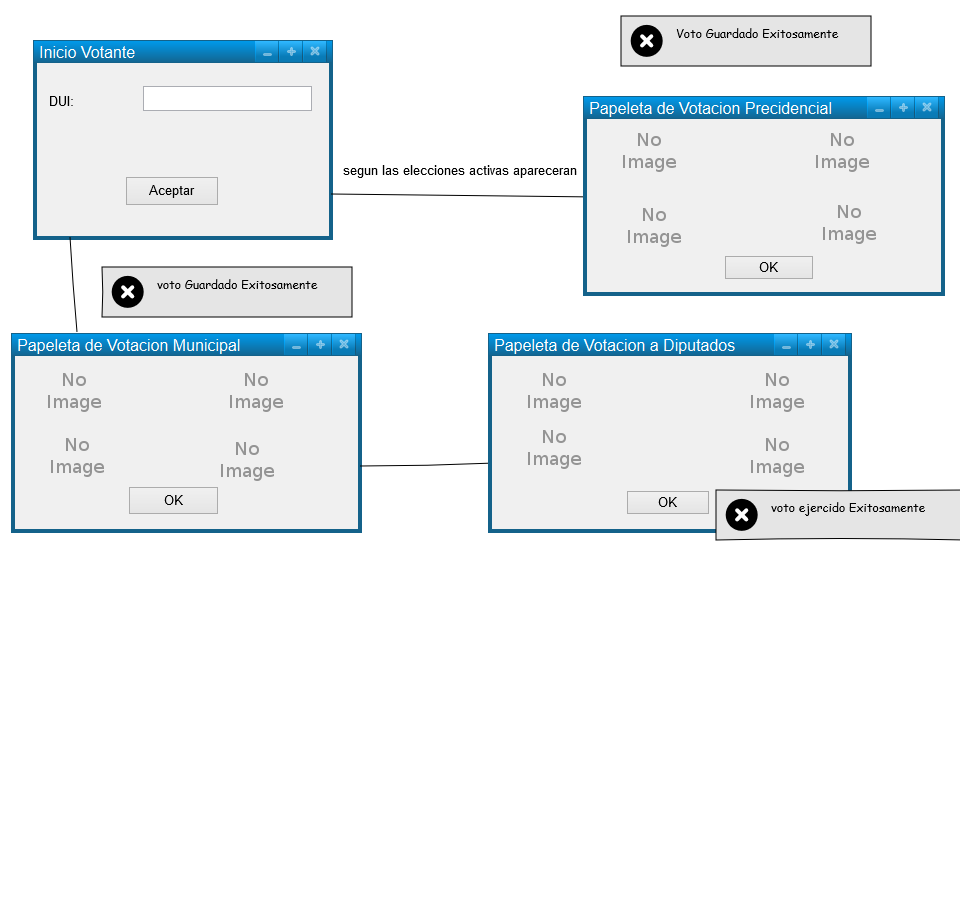 Voto Guardado Exitosamente
Inicio Votante
DUI:
Aceptar
segun las elecciones activas apareceran
Papeleta de Votacion Precidencial
No
Image
No
Image
No
Image
No
Image
OK
voto Guardado Exitosamente
Papeleta de Votacion Municipal
No
Image
No
Image
No
Image
No
Image
OK
Papeleta de Votacion a Diputados
No
Image
No
Image
No
Image
No
Image
OK
voto ejercido Exitosamente